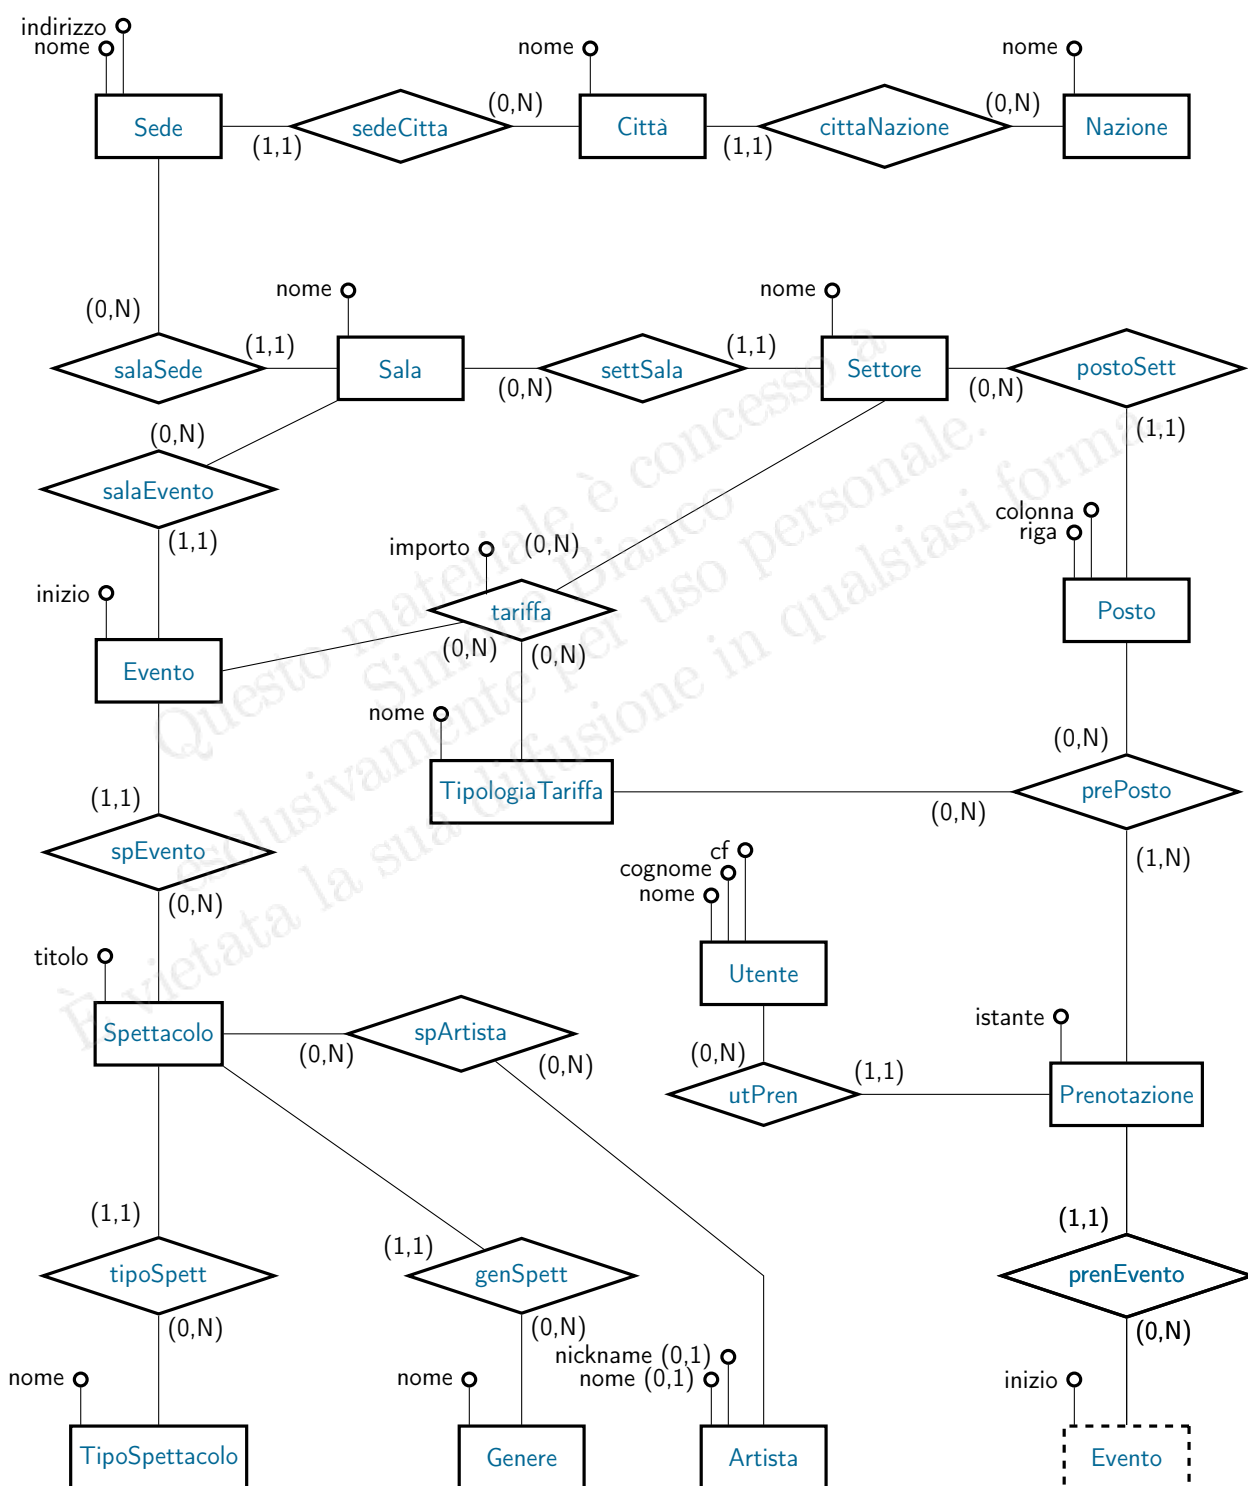 indirizzo
nome
nome
nome
Sede
(1,1)
sedeCitta
(0,N)
Città
(1,1)
cittaNazione
(0,N)
Nazione
(0,N)
nome
nome
salaSede
(1,1)
Sala
(0,N)
settSala
(1,1)
Settore
(0,N)
postoSett
(1,1)
(0,N)
salaEvento
(1,1)
colonna
riga
importo
(0,N)
inizio
tariffa
Posto
(0,N)
(0,N)
Evento
nome
(0,N)
TipologiaTariffa
(0,N)
prePosto
(1,1)
spEvento
(0,N)
(1,N)
cf
cognome
nome
titolo
Utente
istante
Spettacolo
(0,N)
spArtista
(0,N)
(0,N)
utPren
(1,1)
Prenotazione
(1,1)
tipoSpett
(0,N)
(1,1)
genSpett
(0,N)
(1,1)
prenEvento
(0,N)
nickname (0,1)
nome (0,1)
nome
nome
inizio
TipoSpettacolo
Genere
Artista
Evento
Questo materiale è concesso a
Simone Bianco
esclusivamente per uso personale.
È vietata la sua diffusione in qualsiasi forma.